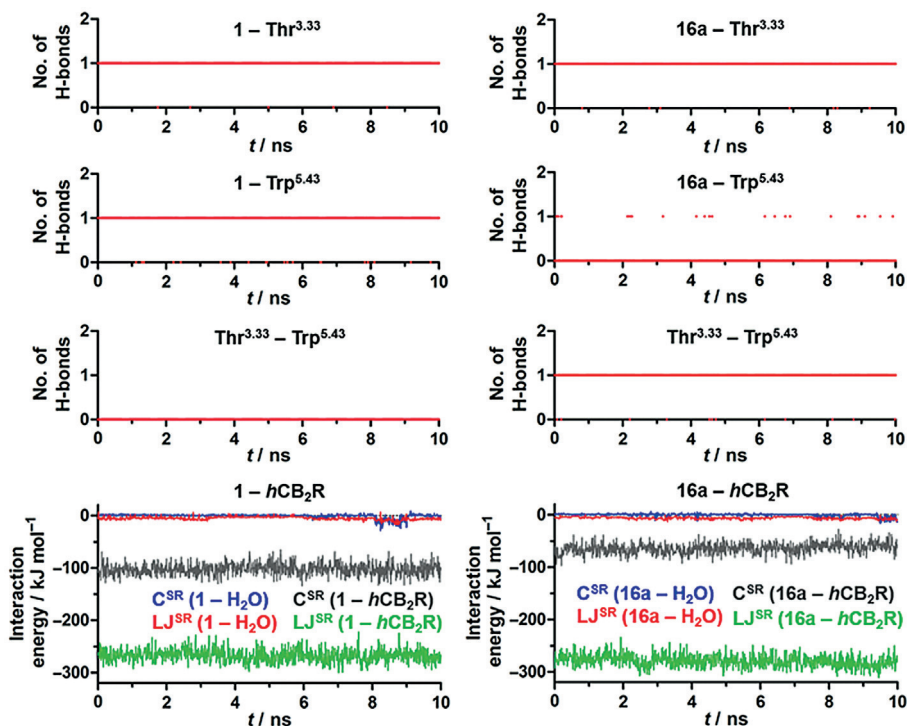 1 – Thr3.33
No. of
H-bonds
2
1
0
0 2 4 6 8 10
t / ns
16a – Thr3.33
No. of
H-bonds
2
1
0
0 2 4 6 8 10
t / ns
1 – Trp5.43
No. of
H-bonds
2
1
0
0 2 4 6 8 10
t / ns
16a – Trp5.43
No. of
H-bonds
2
1
0
0 2 4 6 8 10
t / ns
Thr3.33 – Trp5.43
No. of
H-bonds
2
1
0
0 2 4 6 8 10
t / ns
Thr3.33 – Trp5.43
No. of
H-bonds
2
1
0
0 2 4 6 8 10
t / ns
1 – hCB2R
Interaction
energy / kJ mol–1
0
–100
–200
–300
CSR (1 – H2O) CSR (1 – hCB2R)
LJSR (1 – H2O) LJSR (1 – hCB2R)
0 2 4 6 8 10
t / ns
16a – hCB2R
Interaction
energy / kJ mol–1
0
–100
–200
–300
CSR (16a – H2O) CSR (16a – hCB2R)
LJSR (16a – H2O) LJSR (16a – hCB2R)
0 2 4 6 8 10
t / ns